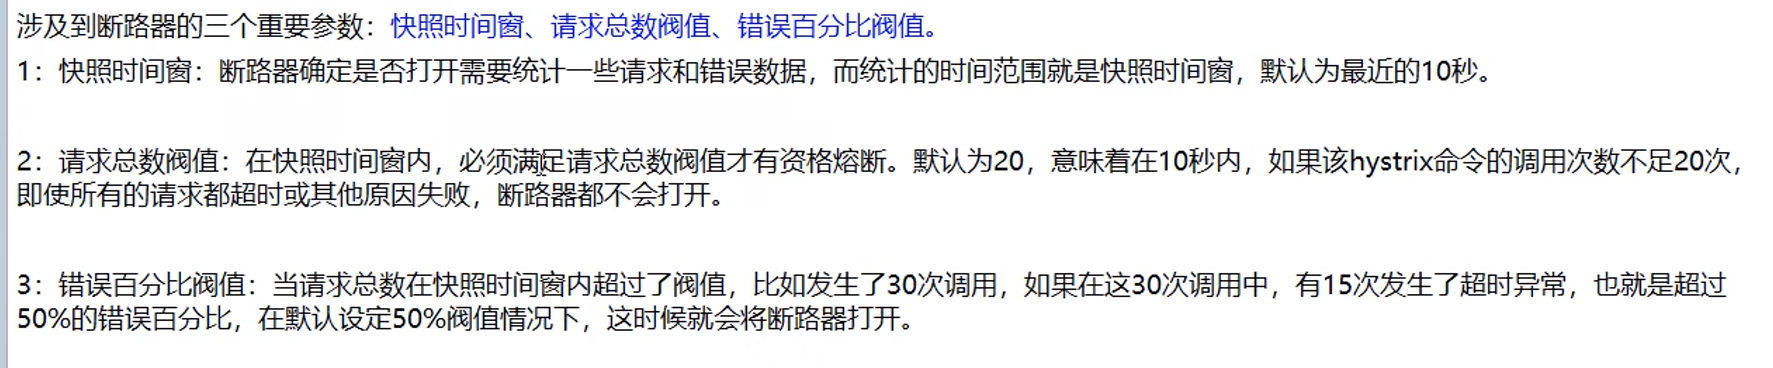 涉及到断路器的三个重要参数：快照时间窗、请求总数阀值、错误百分比阀值。
1：快照时间窗：断路器确定是否打开需要统计一些请求和错误数据，而统计的时间范围就是快照时间窗，默认为最近的10秒。
2：请求总数阀值：在快照时间窗内，必须满足请求总数阀值才有资格熔断。默认为20，意味着在10秒内，如果该hystrix命令的调用次数不足20次，
即使所有的请求都超时或其他原因失败，断路器都不会打开。
3：错误百分比阀值：当请求总数在快照时间窗内超过了阀值，比如发生了30次调用，如果在这30次调用中，有15次发生了超时异常，也就是超过
50%的错误百分比，在默认设定50%阀值情况下，这时候就会将断路器打开。